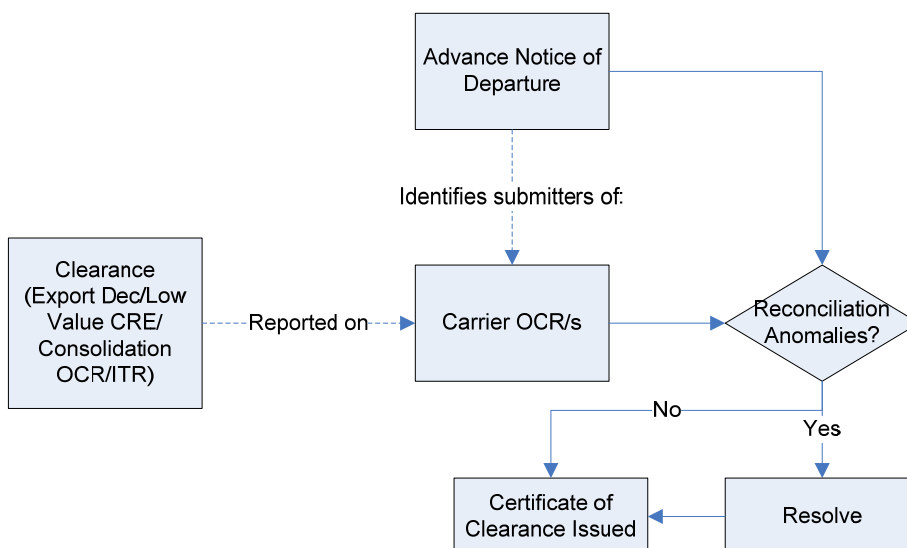 Advance Notice of
Departure
Identifies submitters of:
Clearance
(Export Dec/Low
Value CRE/
Consolidation
OCR/ITR)
Reported on
Carrier OCR/s
Reconciliation
Anomalies?
No
Yes
Certificate of
Clearance Issued
Resolve